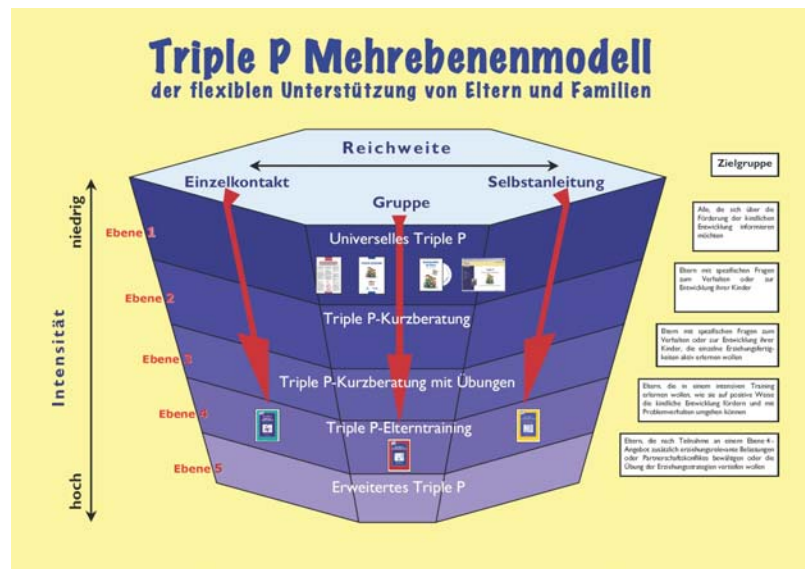 Triple P Mehrebenenmodell
der flexiblen Unterstützung von Eltern und Familien
Reichweite
Einzelkontakt
Gruppe
Selbstanleitung
Intensität
niedrig
hoch
Ebene 1
Universelles Triple P
Ebene 2
Triple P-Kurzberatung
Ebene 3
Triple P-Kurzberatung mit Übungen
Ebene 4
Triple P-Elterntraining
Ebene 5
Erweitertes Triple P
Zielgruppe
Alle, die sich über die
Förderung der kindlichen
Entwicklung informieren
möchten
Eltern mit spezifischen Fragen
zum Verhalten oder zur
Entwicklung ihrer Kinder
Eltern mit spezifischen Fragen zum
Verhalten oder zur Entwicklung ihrer
Kinder, die einzelne Erziehungsfertig-
keiten aktiv erlernen wollen
Eltern, die in einem intensiven Training
erlernen wollen, wie sie auf positive Weise
die kindliche Entwicklung fördern und mit
Problemverhalten umgehen können
Eltern, die nach Teilnahme an einem Ebene 4-
Angebot zusätzlich erziehungsrelevante Belastungen
oder Partnerschaftskonflikte bewältigen oder die
Übung der Erziehungsstrategien vertiefen wollen